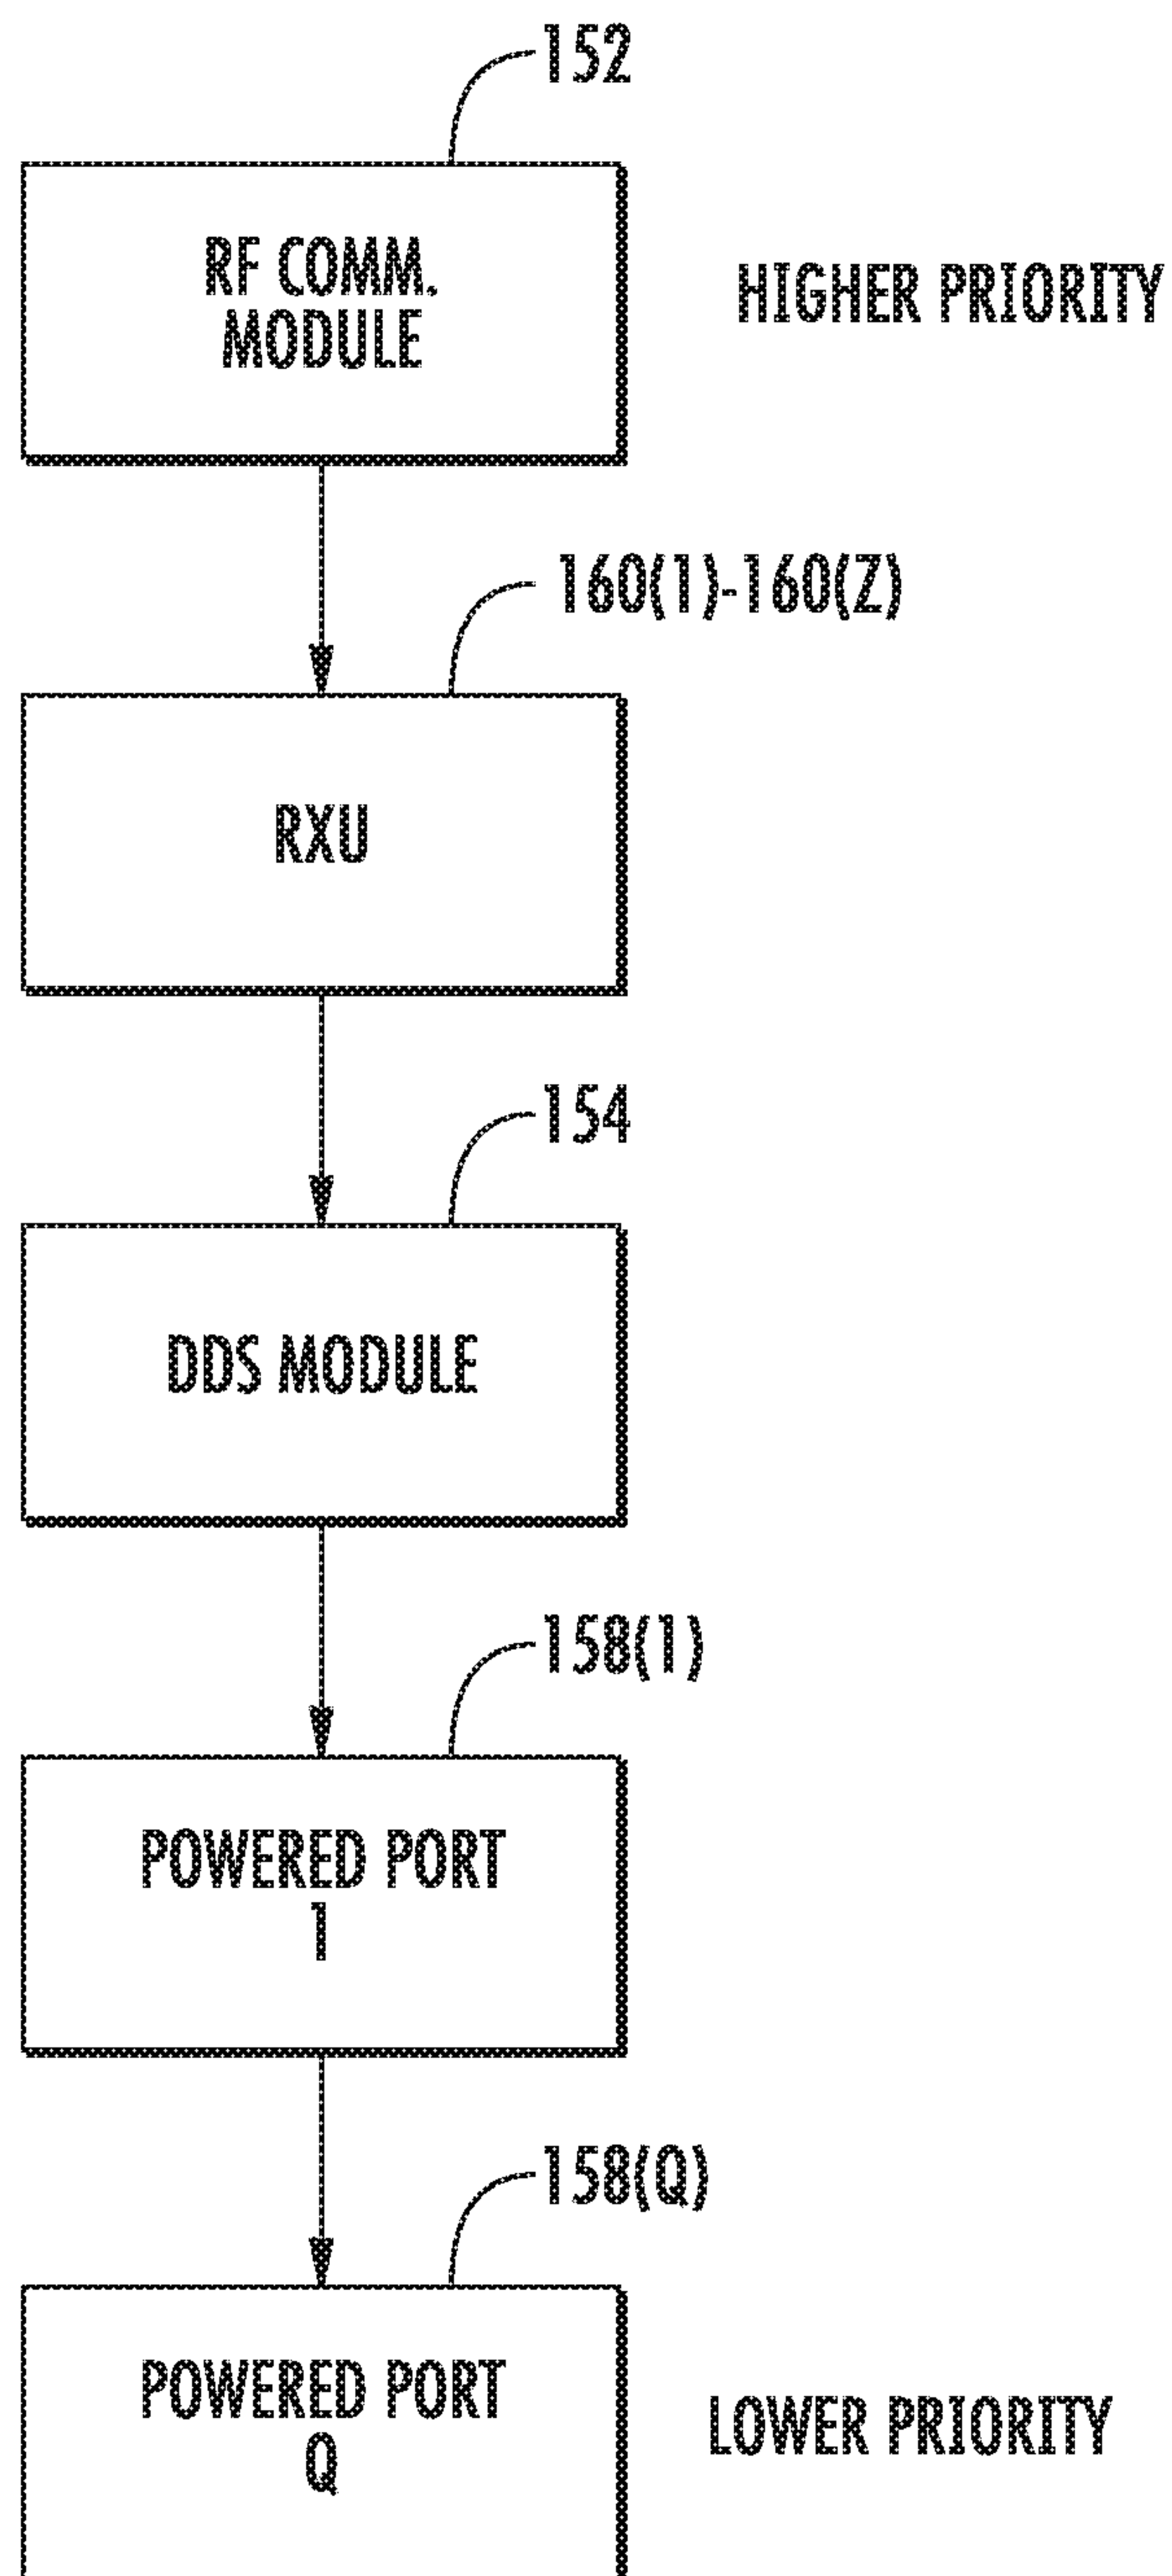 152
RF COMM.
MODULE
HIGHER PRIORITY
160(1)-160(Z)
RXU
154
DDS MODULE
158(1)
POWERED PORT
1
158(Q)
POWERED PORT
Q
LOWER PRIORITY